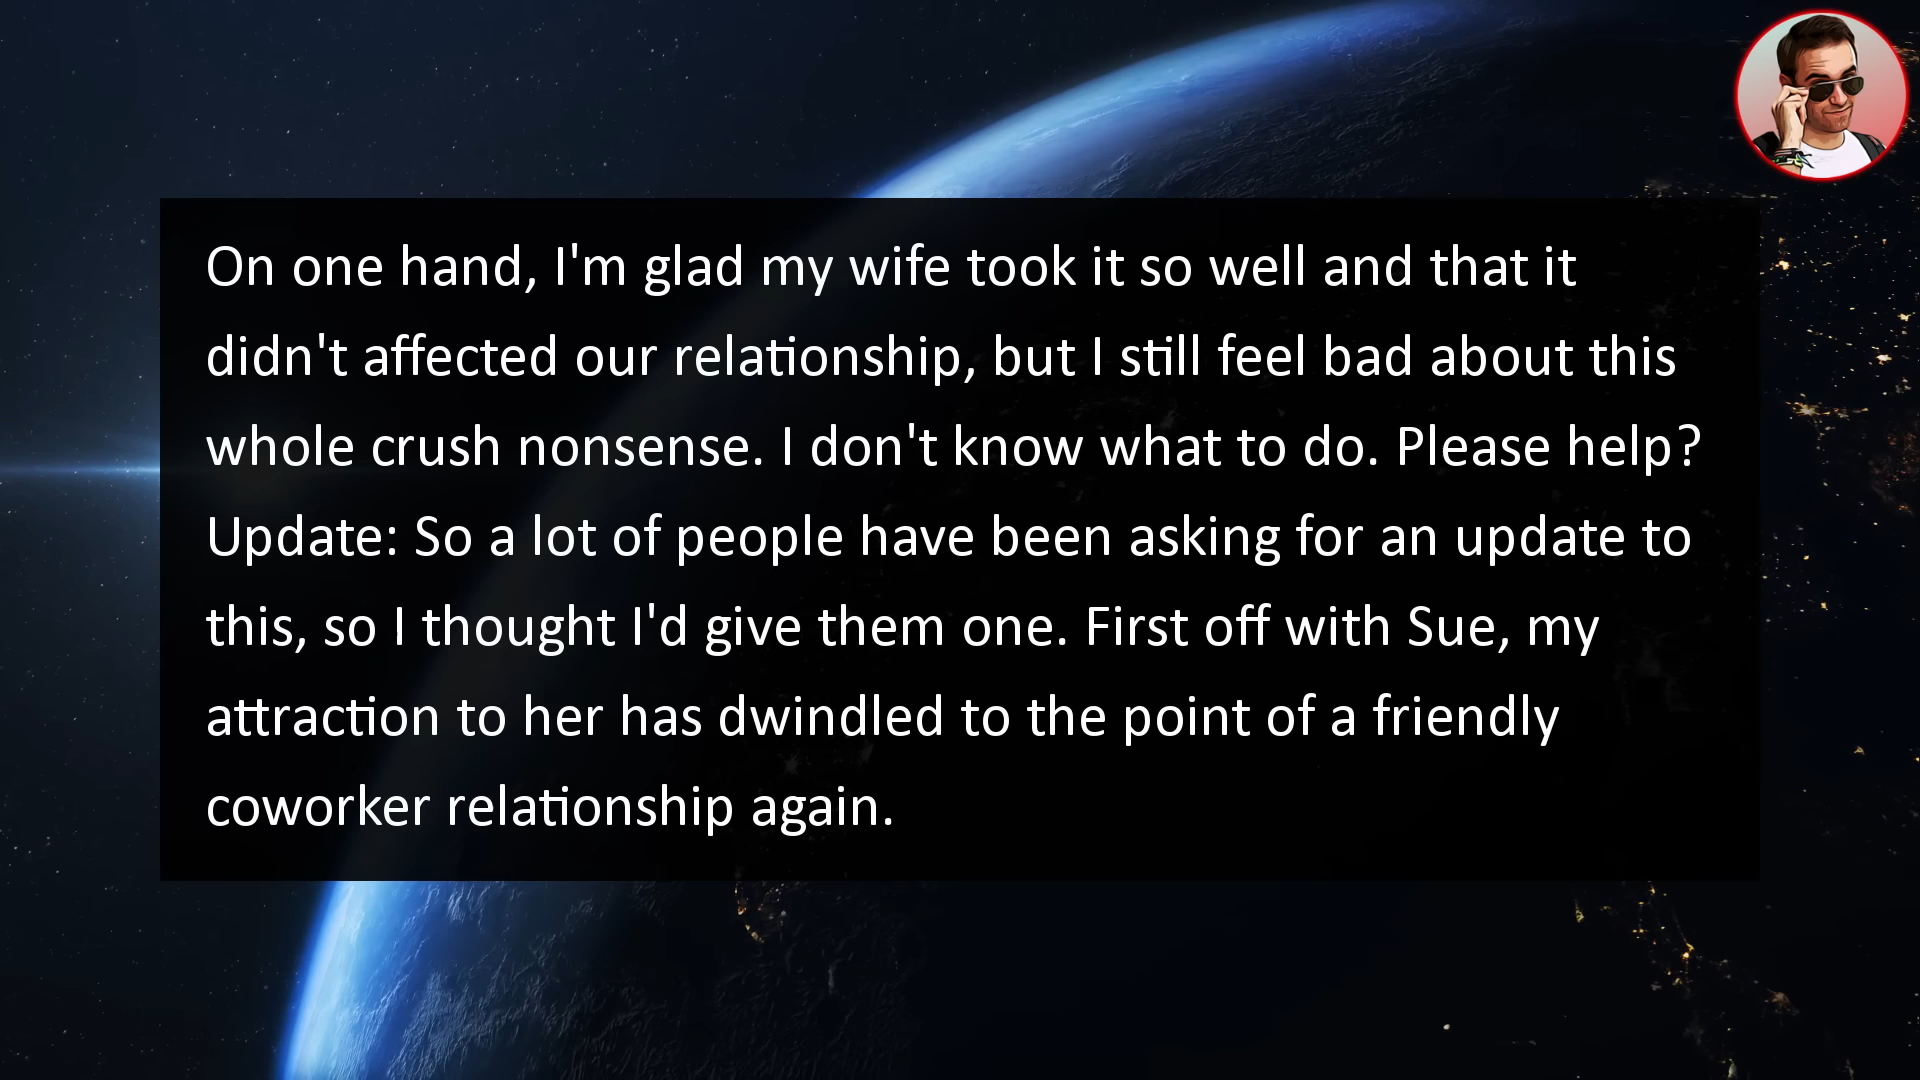 On one hand, I'm glad my wife took it so well and that it
didn't affected our relationship, but I still feel bad about this
whole crush nonsense. I don't know what to do. Please help?
Update: So a lot of people have been asking for an update to
this, so I thought I'd give them one. First off with Sue, my
attraction to her has dwindled to the point of a friendly
coworker relationship again.